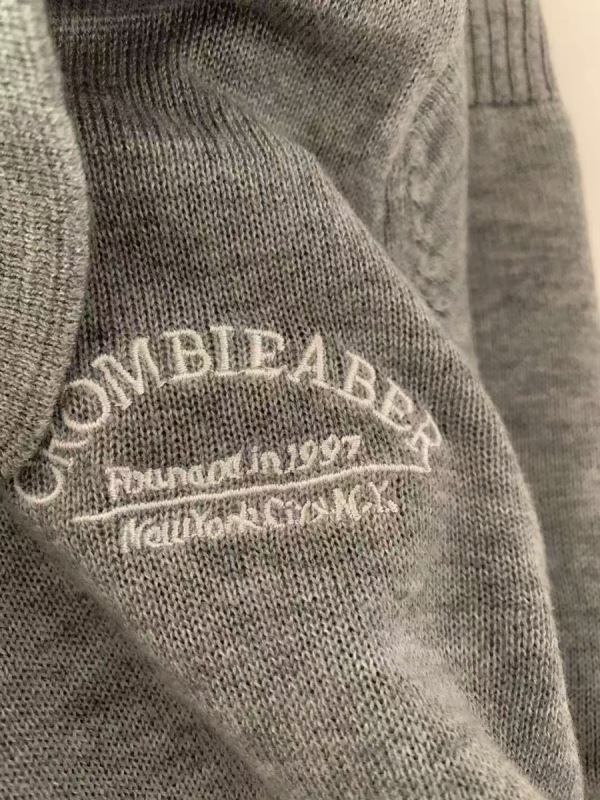 CROMBIEABER
Founded in 1997
New York City N.Y.